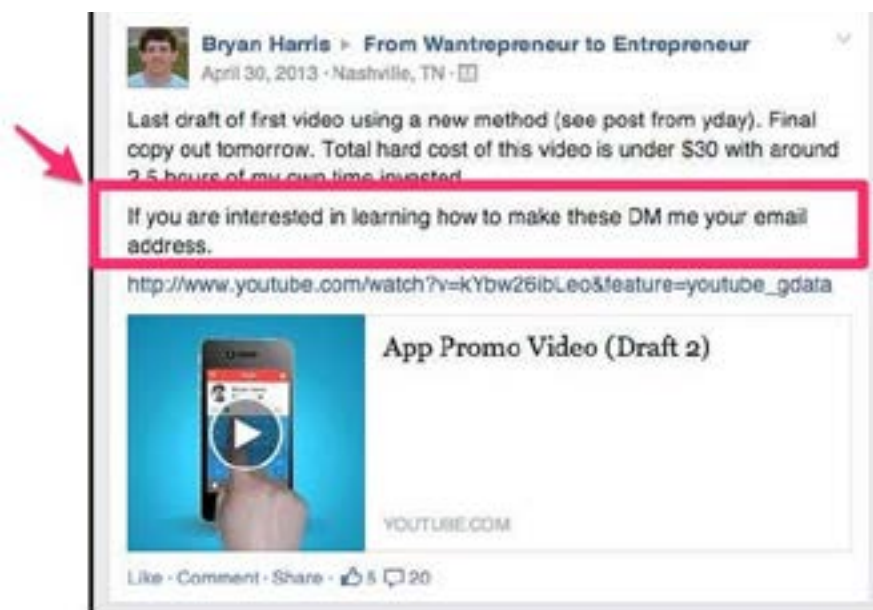 Bryan Harris ▸ From Wantrepreneur to Entrepreneur
April 30, 2013 · Nashville, TN ·
Last draft of first video using a new method (see post from yday). Final
copy out tomorrow. Total hard cost of this video is under $30 with around
2.5 hours of my own time invested
If you are interested in learning how to make these DM me your email
address.
http://www.youtube.com/watch?v=kYbw26ibLeo&feature=youtube_gdata
App Promo Video (Draft 2)
YOUTUBE.COM
Like · Comment · Share · 5 20